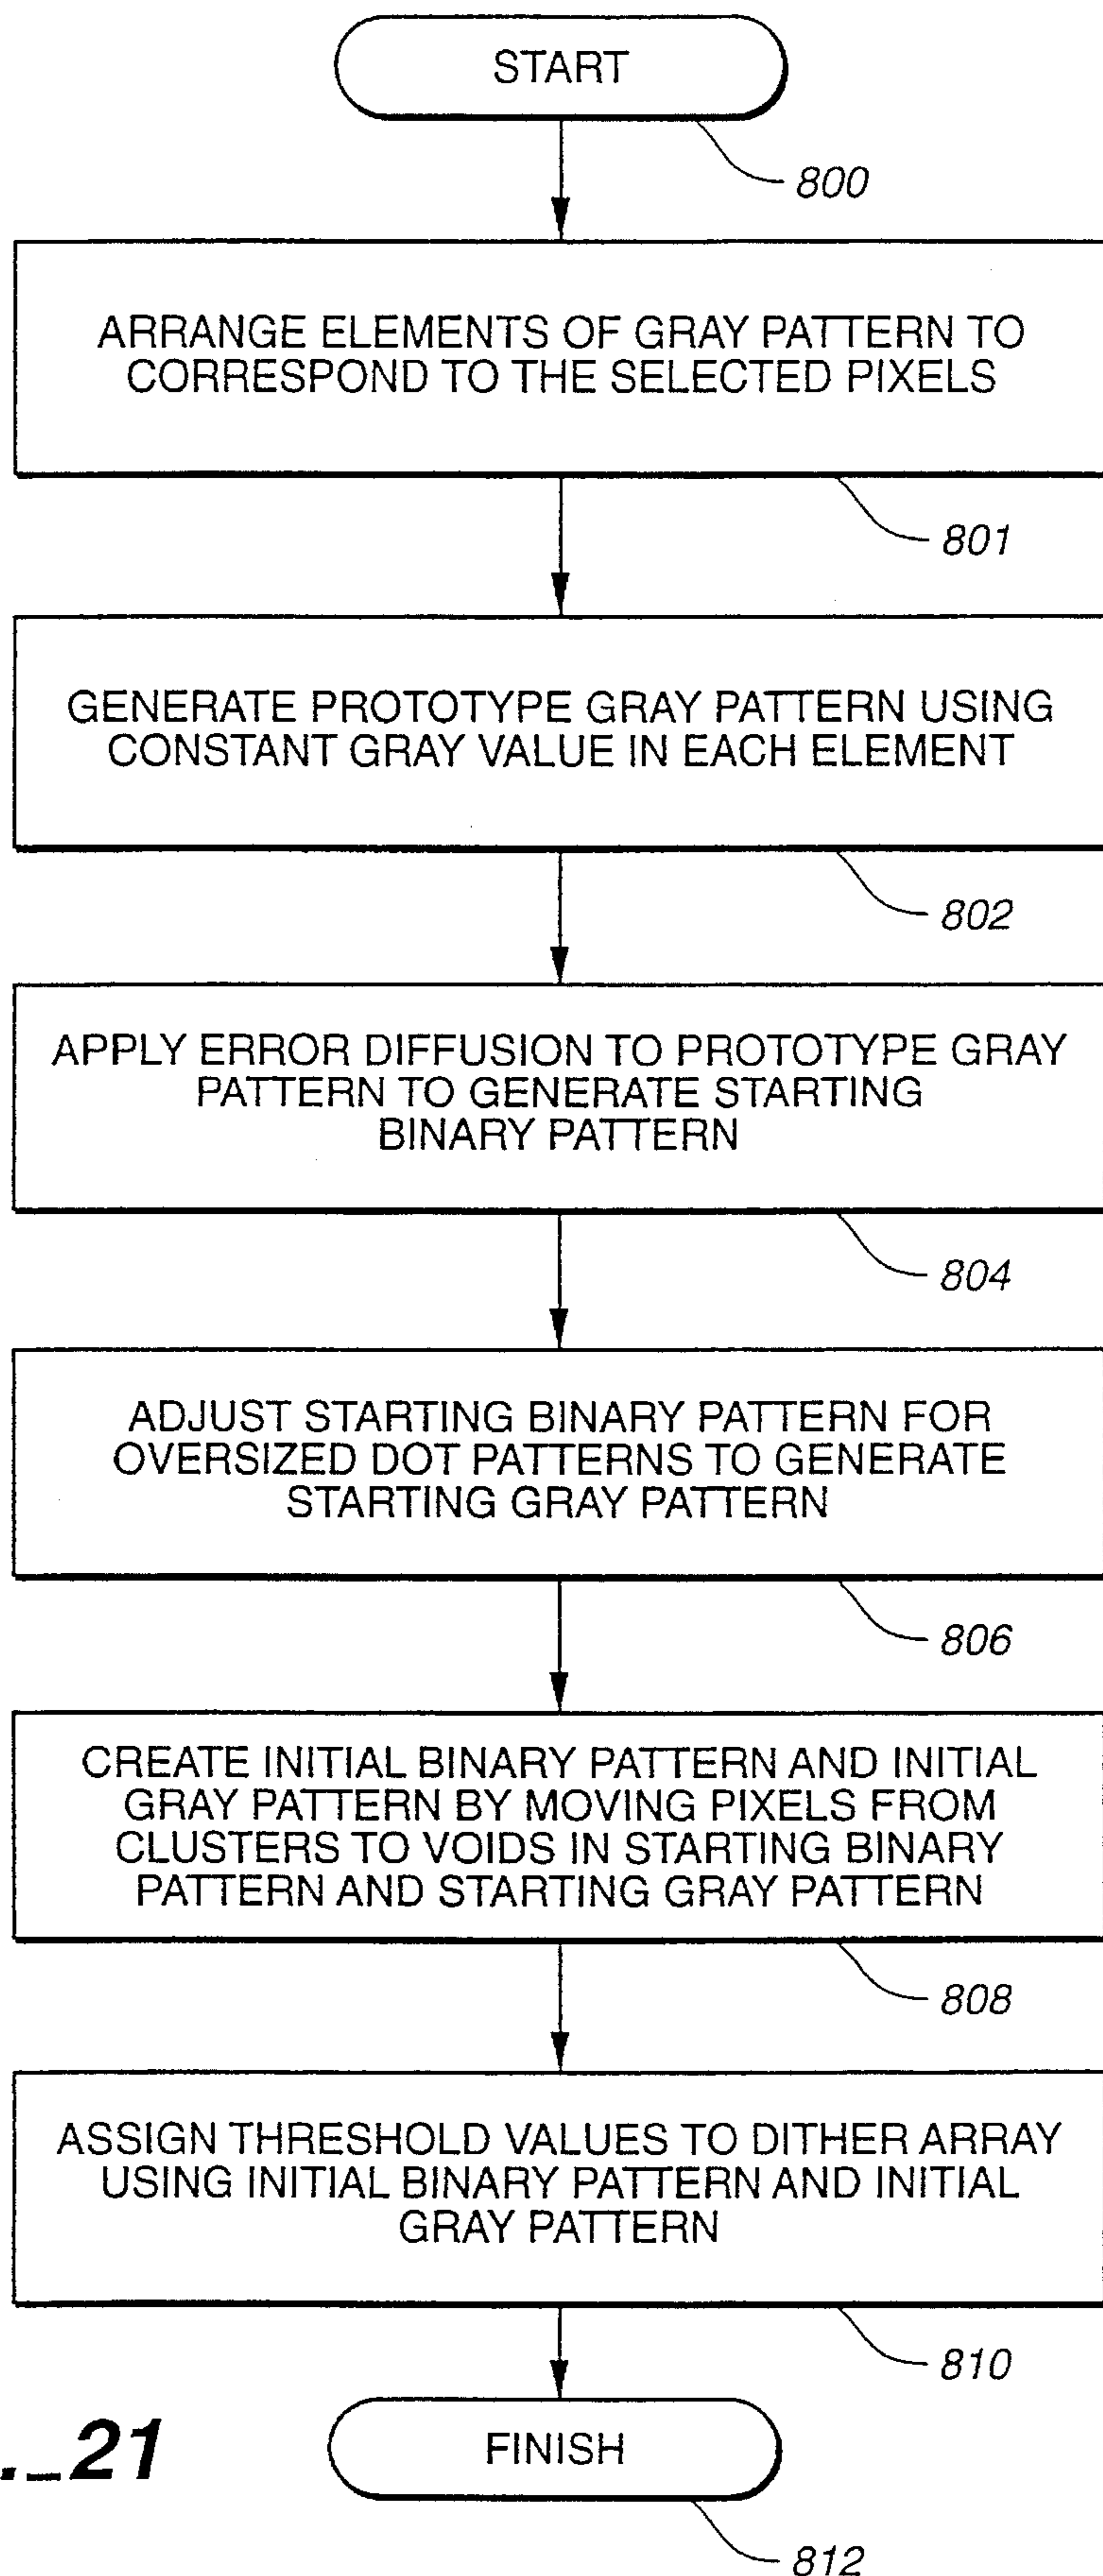 START
800
ARRANGE ELEMENTS OF GRAY PATTERN TO
CORRESPOND TO THE SELECTED PIXELS
801
GENERATE PROTOTYPE GRAY PATTERN USING
CONSTANT GRAY VALUE IN EACH ELEMENT
802
APPLY ERROR DIFFUSION TO PROTOTYPE GRAY
PATTERN TO GENERATE STARTING
BINARY PATTERN
804
ADJUST STARTING BINARY PATTERN FOR
OVERSIZED DOT PATTERNS TO GENERATE
STARTING GRAY PATTERN
806
CREATE INITIAL BINARY PATTERN AND INITIAL
GRAY PATTERN BY MOVING PIXELS FROM
CLUSTERS TO VOIDS IN STARTING BINARY
PATTERN AND STARTING GRAY PATTERN
808
ASSIGN THRESHOLD VALUES TO DITHER ARRAY
USING INITIAL BINARY PATTERN AND INITIAL
GRAY PATTERN
810
FINISH
._21
812